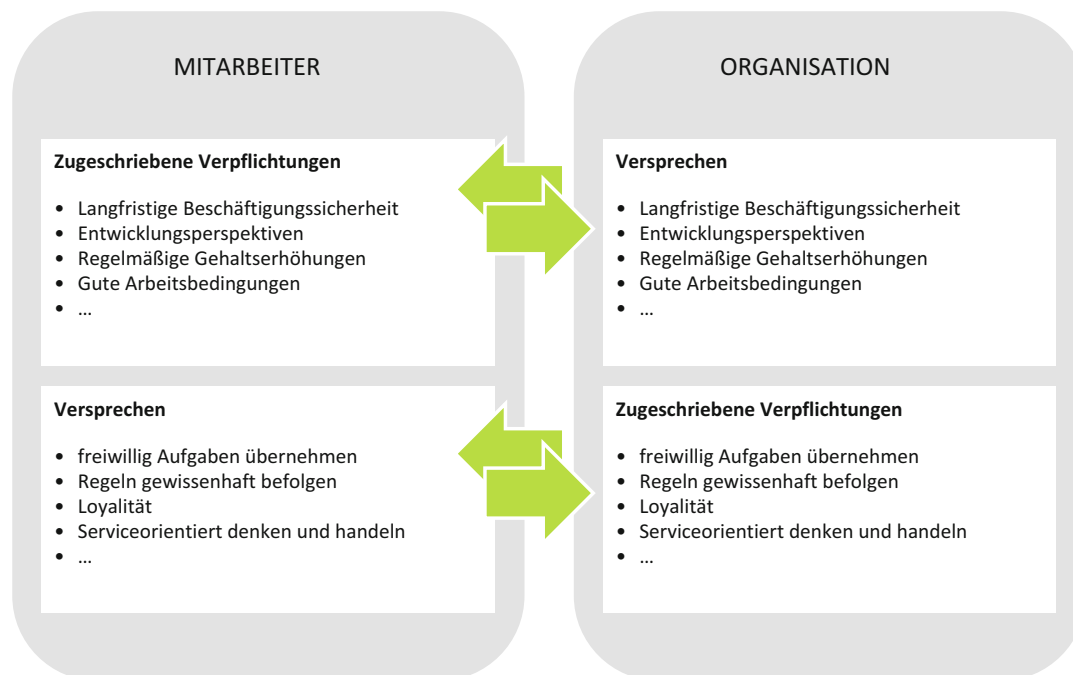 MITARBEITER
Zugeschriebene Verpflichtungen
• Langfristige Beschäftigungssicherheit
• Entwicklungsperspektiven
• Regelmäßige Gehaltserhöhungen
• Gute Arbeitsbedingungen
• ...
Versprechen
• freiwillig Aufgaben übernehmen
• Regeln gewissenhaft befolgen
• Loyalität
• Serviceorientiert denken und handeln
• ...
ORGANISATION
Versprechen
• Langfristige Beschäftigungssicherheit
• Entwicklungsperspektiven
• Regelmäßige Gehaltserhöhungen
• Gute Arbeitsbedingungen
• ...
Zugeschriebene Verpflichtungen
• freiwillig Aufgaben übernehmen
• Regeln gewissenhaft befolgen
• Loyalität
• Serviceorientiert denken und handeln
• ...